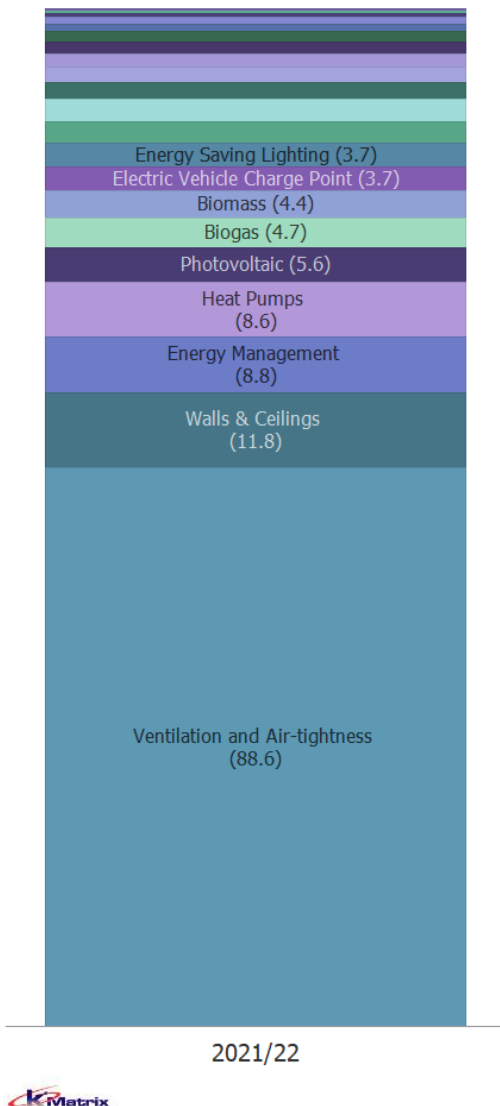 Energy Saving Lighting (3.7)
Electric Vehicle Charge Point (3.7)
Biomass (4.4)
Biogas (4.7)
Photovoltaic (5.6)
Heat Pumps
(8.6)
Energy Management
(8.8)
Walls & Ceilings
(11.8)
Ventilation and Air-tightness
(88.6)
2021/22
KMatrix